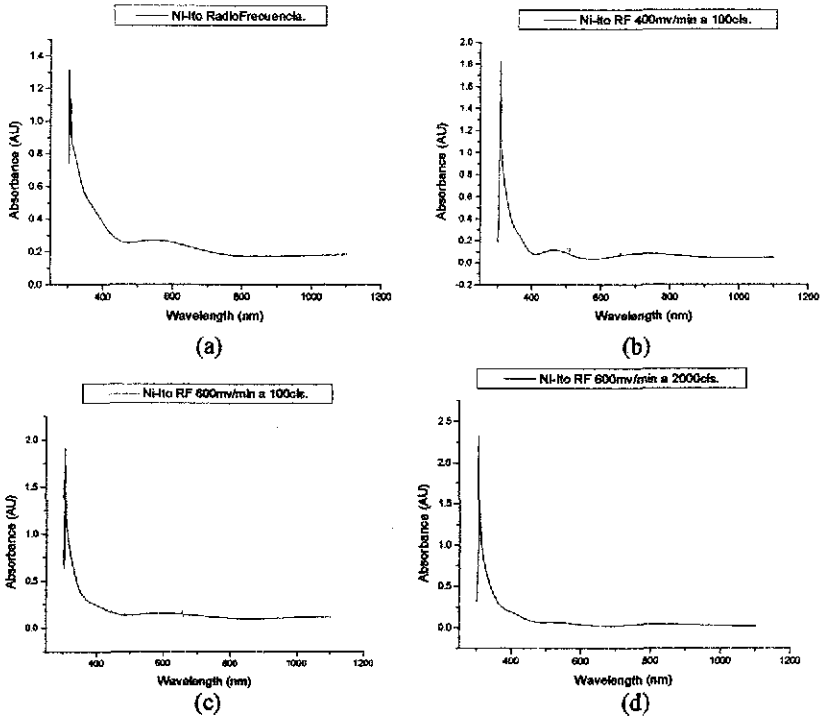 Ni-Ito RadioFrecuencia.
1.4
1.2
1.0
0.8
0.6
0.4
0.2
0.0
Absorbance (AU)
400 600 800 1000 1200
Wavelength (nm)
(a)
Ni-Ito RF 400mv/min a 100cls.
2.0
1.8
1.6
1.4
1.2
1.0
0.8
0.6
0.4
0.2
0.0
-0.2
Absorbance (AU)
400 600 800 1000 1200
Wavelength (nm)
(b)
Ni-Ito RF 600mv/min a 100cls.
2.0
1.5
1.0
0.5
0.0
Absorbance (AU)
400 600 800 1000 1200
Wavelength (nm)
(c)
Ni-Ito RF 600mv/min a 2000cls.
2.5
2.0
1.5
1.0
0.5
0.0
Absorbance (AU)
400 600 800 1000 1200
Wavelength (nm)
(d)